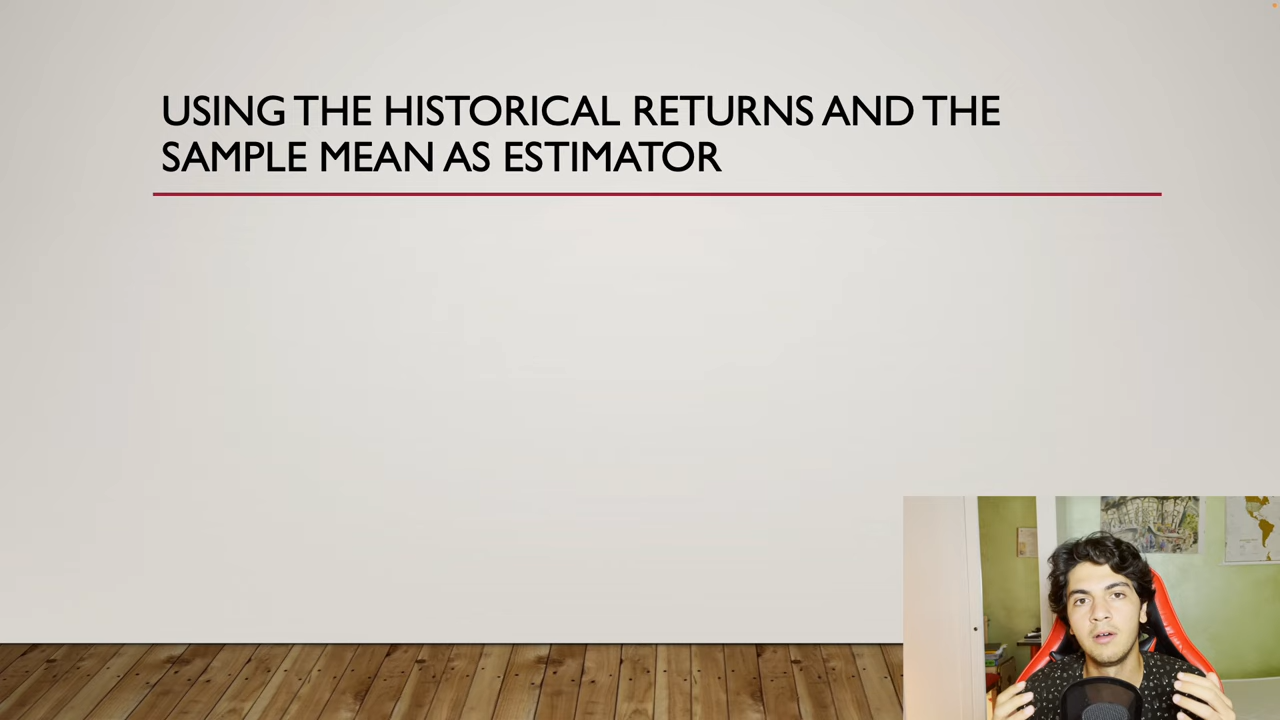 USING THE HISTORICAL RETURNS AND THE
SAMPLE MEAN AS ESTIMATOR